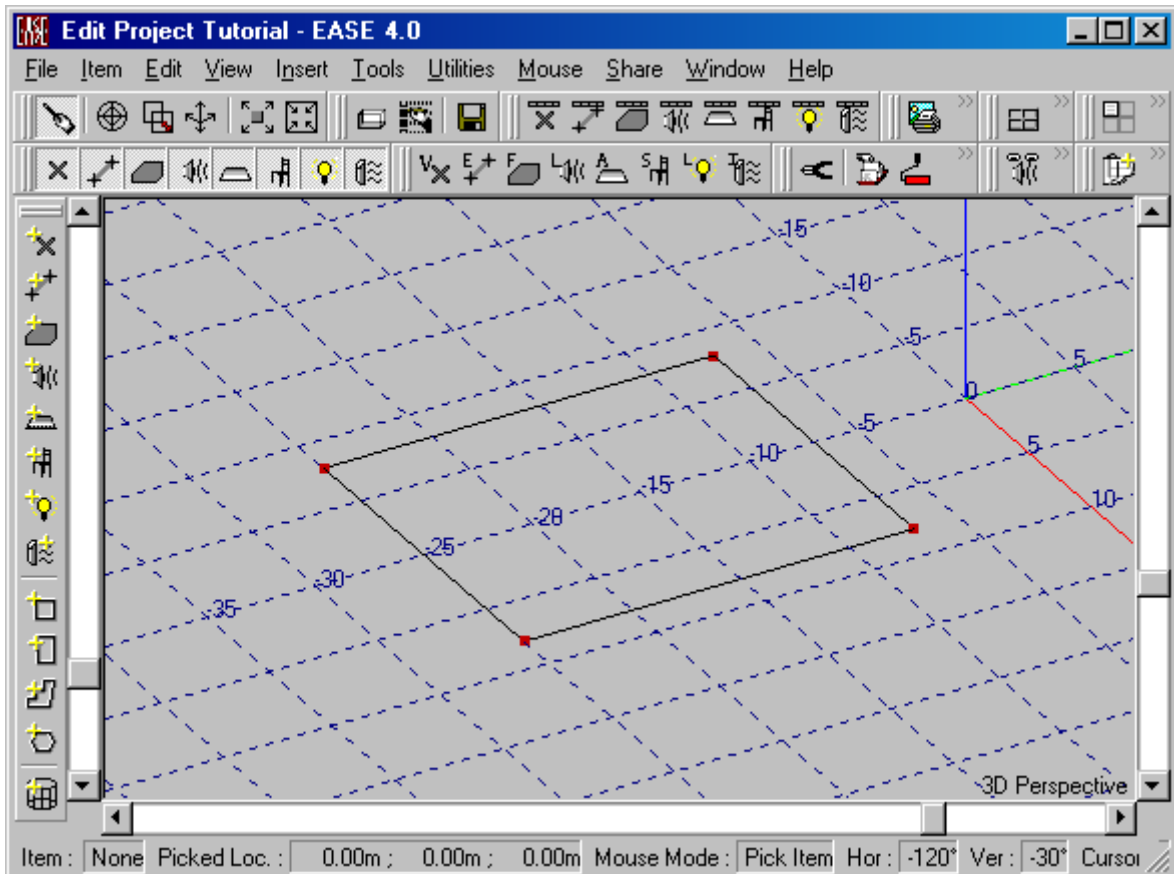 EASE Edit Project Tutorial - EASE 4.0
File Item Edit View Insert Tools Utilities Mouse Share Window Help
V E F L A S L T
-15
-10
-5
0
5
5
10
-5
-10
-15
-20
-25
-30
-35
3D Perspective
Item : None Picked Loc. : 0.00m ; 0.00m ; 0.00m Mouse Mode : Pick Item Hor : -120° Ver : -30° Cursor